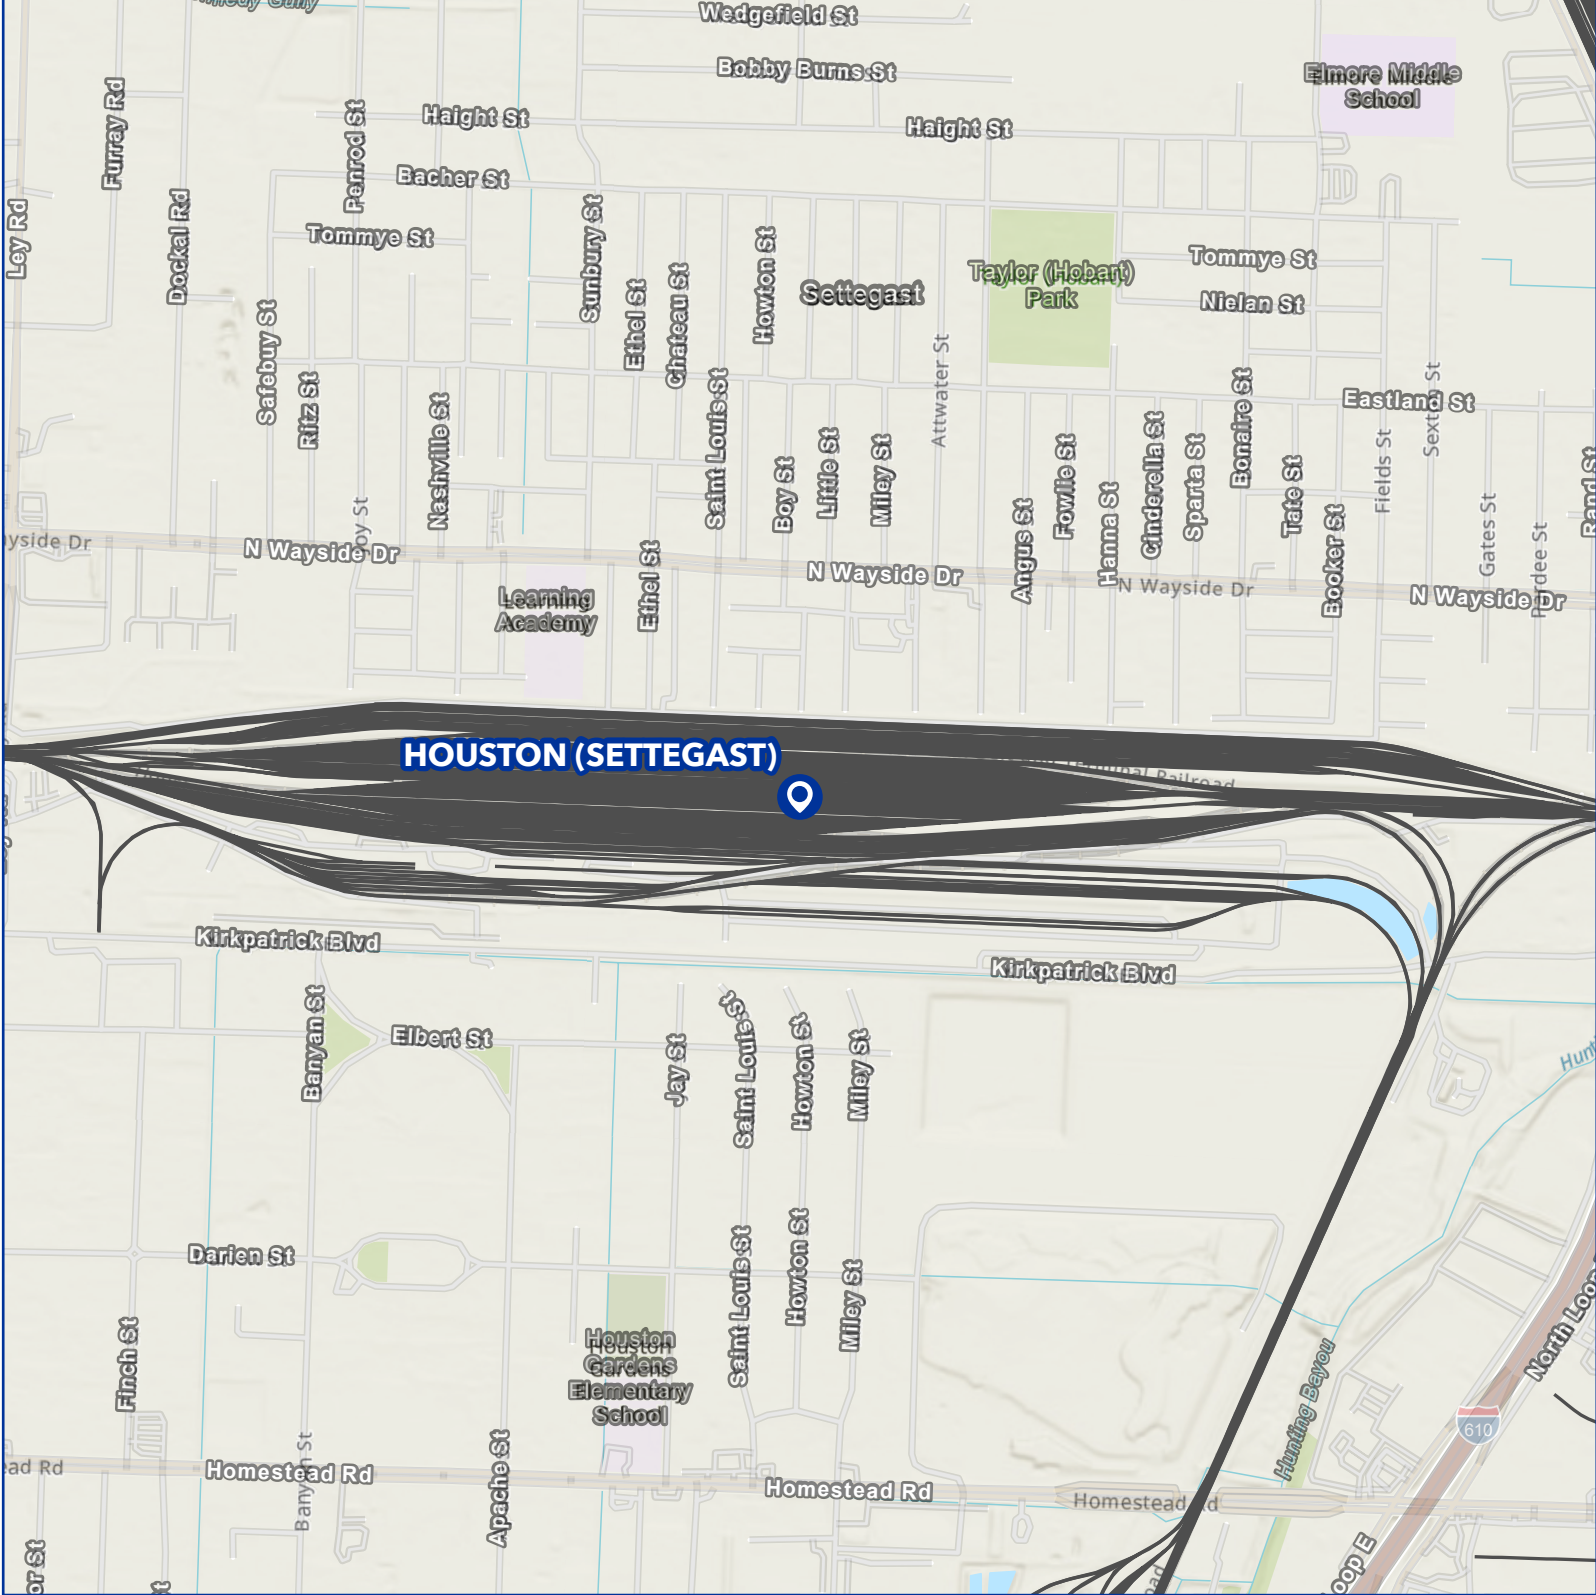 Wedgefield St
Bobby Burns St
Elmore Middle
School
Haight St
Haight St
Furray Rd
Penrod St
Bacher St
Ley Rd
Dockal Rd
Tommye St
Sunbury St
Howton St
Tommye St
Taylor (Hobart)
Park
Settegast
Nielan St
Ethel St
Chateau St
Safebuy St
Ritz St
Nashville St
Saint Louis St
Attwater St
Bonaire St
Eastland St
Sexton St
Boy St
Little St
Miley St
Fowlie St
Cinderella St
Sparta St
Tate St
Fields St
Angus St
Hanna St
Booker St
Gates St
Pardee St
Rand St
N Wayside Dr
N Wayside Dr
N Wayside Dr
N Wayside Dr
Ethel St
Learning
Academy
HOUSTON (SETTEGAST)
Kirkpatrick Blvd
Kirkpatrick Blvd
Banyan St
Elbert St
Jay St
Saint Louis St
Howton St
Miley St
Darien St
Saint Louis St
Howton St
Miley St
Finch St
Houston
Gardens
Elementary
School
Hunting Bayou
North Loop
610
Banyan St
Apache St
Homestead Rd
Homestead Rd
Homestead Rd